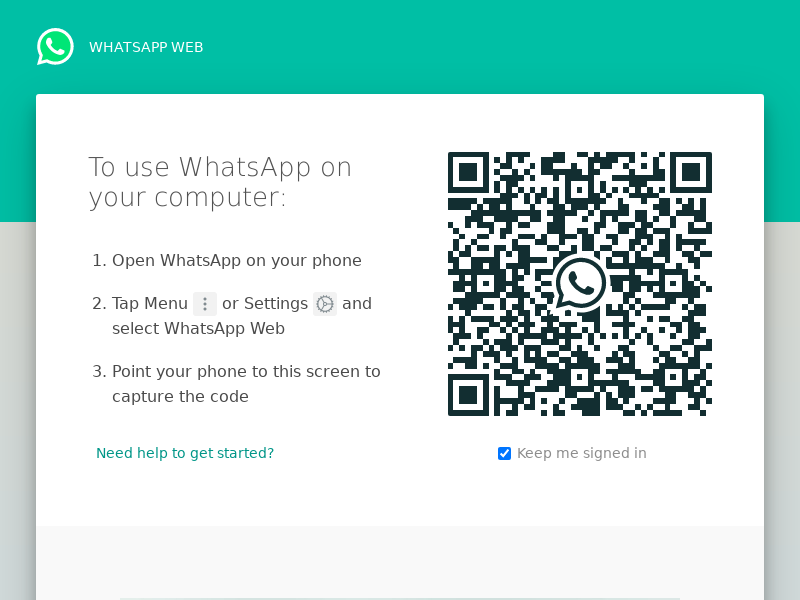 WHATSAPP WEB
To use WhatsApp on
your computer:
1. Open WhatsApp on your phone
2. Tap Menu or Settings and
select WhatsApp Web
3. Point your phone to this screen to
capture the code
Need help to get started?
Keep me signed in